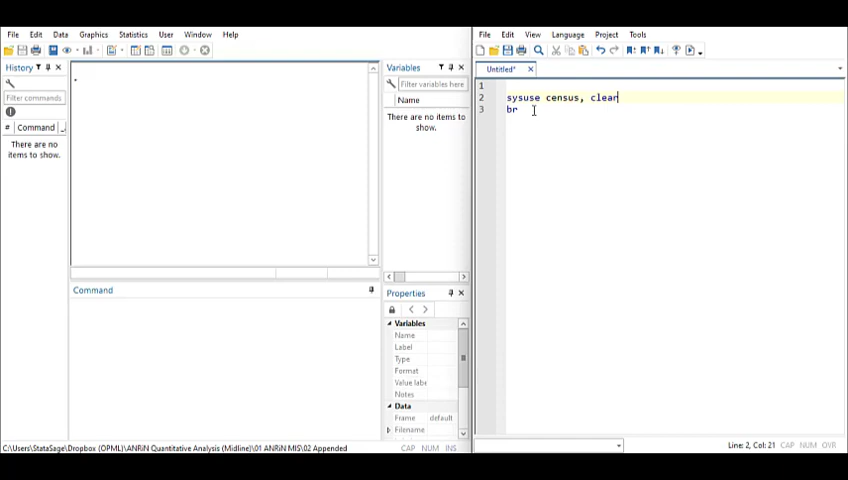 File Edit Data Graphics Statistics User Window Help
History
Filter commands
# Command
There are no
items to
show.
.
Command
Variables
Filter variables here
Name
There are no items to
show.
Properties
Variables
Name
Label
Type
Format
Value labe
Notes
Data
Frame default
Filename
C:\Users\StataSage\Dropbox (OPML)\ANRiN Quantitative Analysis (Midline)\01 ANRiN MIS\02 Appended
CAP NUM INS
File Edit View Language Project Tools
Untitled*
1
2 sysuse census, clear
3 br
Line: 2, Col: 21 CAP NUM OVR